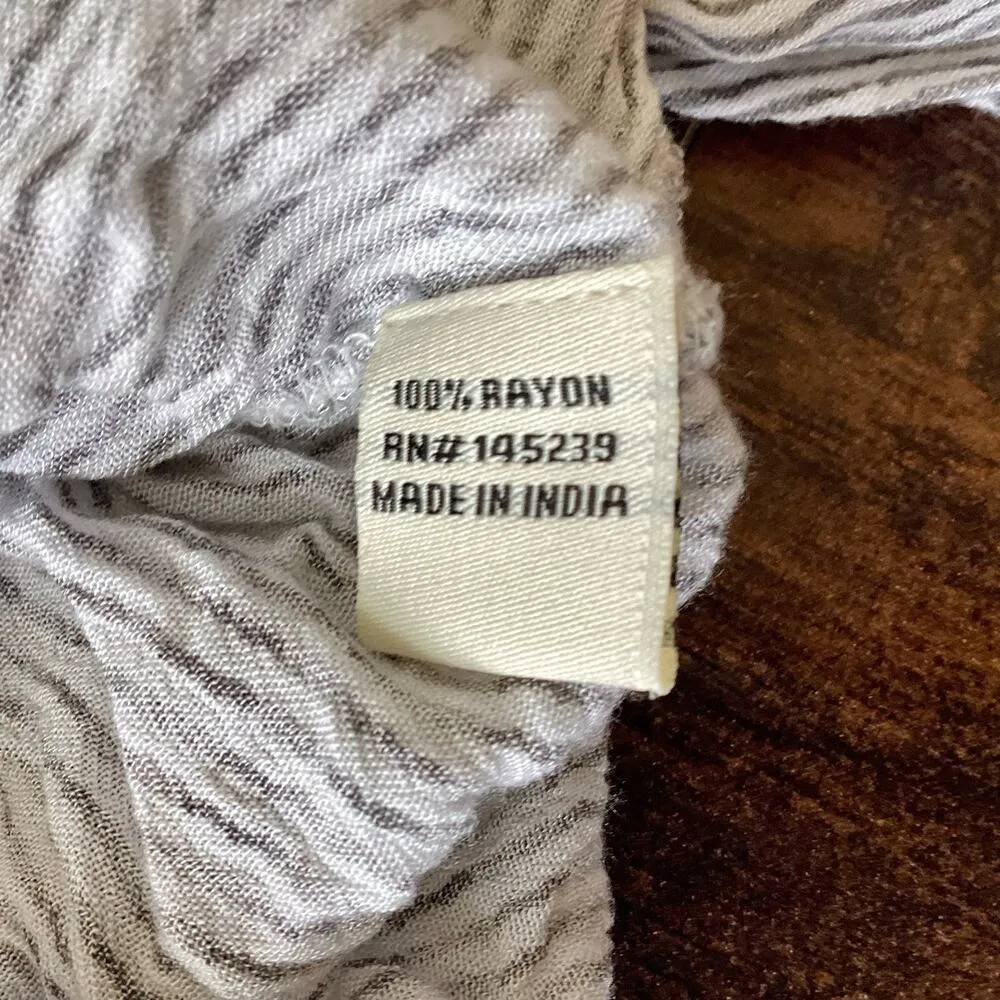 100% RAYON
RN#145239
MADE IN INDIA